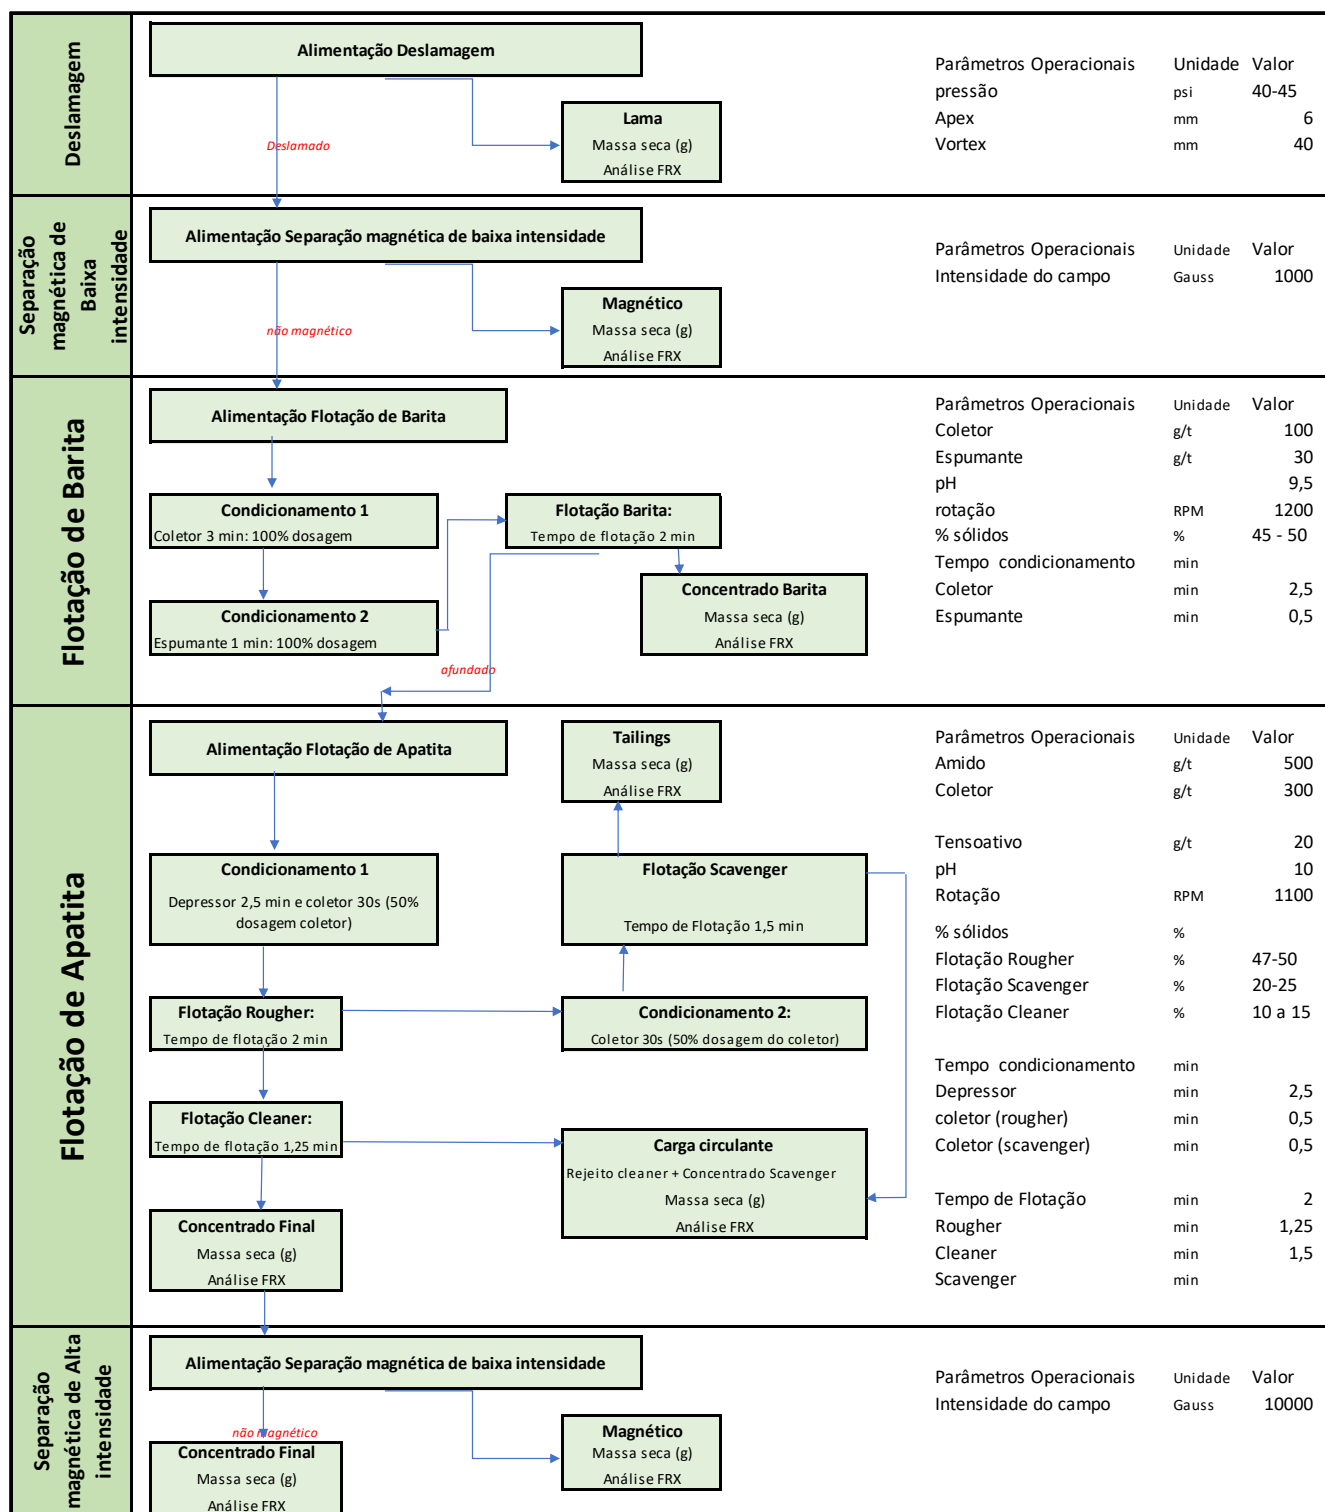 Deslamagem
Alimentação Deslamagem
Deslamado
Lama
Massa seca (g)
Análise FRX
Parâmetros Operacionais Unidade Valor
pressão psi 40-45
Apex mm 6
Vortex mm 40
Separação
magnética de
Baixa
intensidade
Alimentação Separação magnética de baixa intensidade
não magnético
Magnético
Massa seca (g)
Análise FRX
Parâmetros Operacionais Unidade Valor
Intensidade do campo Gauss 1000
Flotação de Barita
Alimentação Flotação de Barita
Condicionamento 1
Coletor 3 min: 100% dosagem
Condicionamento 2
Espumante 1 min: 100% dosagem
Flotação Barita:
Tempo de flotação 2 min
Concentrado Barita
Massa seca (g)
Análise FRX
afundado
Parâmetros Operacionais Unidade Valor
Coletor g/t 100
Espumante g/t 30
pH 9,5
rotação RPM 1200
% sólidos % 45 - 50
Tempo condicionamento min
Coletor min 2,5
Espumante min 0,5
Flotação de Apatita
Alimentação Flotação de Apatita
Tailings
Massa seca (g)
Análise FRX
Condicionamento 1
Depressor 2,5 min e coletor 30s (50%
dosagem coletor)
Flotação Scavenger
Tempo de Flotação 1,5 min
Flotação Rougher:
Tempo de flotação 2 min
Condicionamento 2:
Coletor 30s (50% dosagem do coletor)
Flotação Cleaner:
Tempo de flotação 1,25 min
Carga circulante
Rejeito cleaner + Concentrado Scavenger
Massa seca (g)
Análise FRX
Concentrado Final
Massa seca (g)
Análise FRX
Parâmetros Operacionais Unidade Valor
Amido g/t 500
Coletor g/t 300
Tensoativo g/t 20
pH 10
Rotação RPM 1100
% sólidos %
Flotação Rougher % 47-50
Flotação Scavenger % 20-25
Flotação Cleaner % 10 a 15
Tempo condicionamento min
Depressor min 2,5
coletor (rougher) min 0,5
Coletor (scavenger) min 0,5
Tempo de Flotação min 2
Rougher min 1,25
Cleaner min 1,5
Scavenger min
Separação
magnética de Alta
intensidade
Alimentação Separação magnética de baixa intensidade
não magnético
Concentrado Final
Massa seca (g)
Análise FRX
Magnético
Massa seca (g)
Análise FRX
Parâmetros Operacionais Unidade Valor
Intensidade do campo Gauss 10000